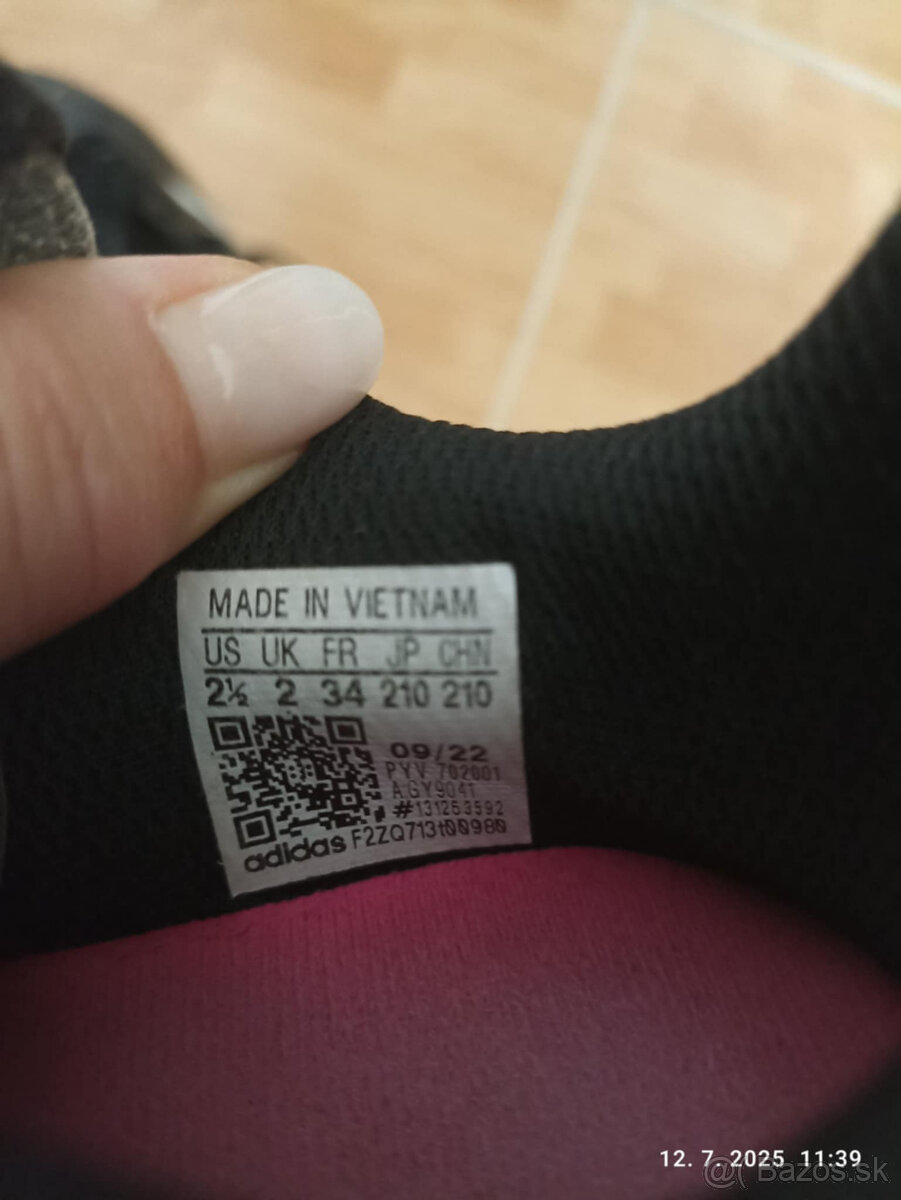 MADE IN VIETNAM
US UK FR JP CHN
2½ 2 34 210 210
09/22
PYV 702001
A.GY9041
#131253592
adidas F2ZQ713t00980
12. 7. 2025 11:39
@( Bazos.sk